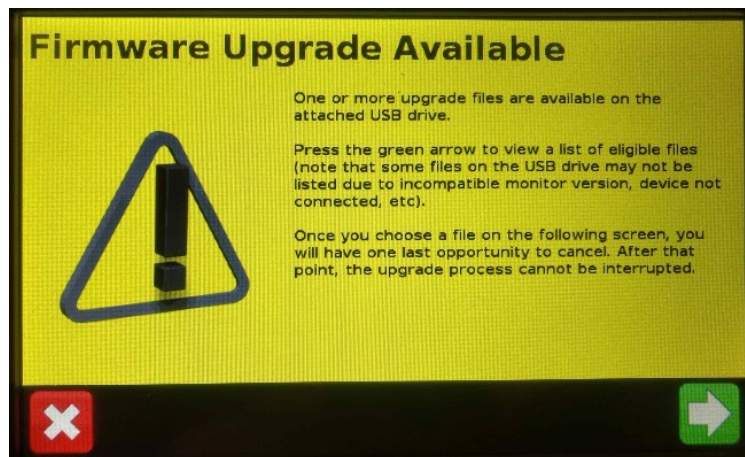 Firmware Upgrade Available
One or more upgrade files are available on the
attached USB drive.
Press the green arrow to view a list of eligible files
(note that some files on the USB drive may not be
listed due to incompatible monitor version, device not
connected, etc).
Once you choose a file on the following screen, you
will have one last opportunity to cancel. After that
point, the upgrade process cannot be interrupted.